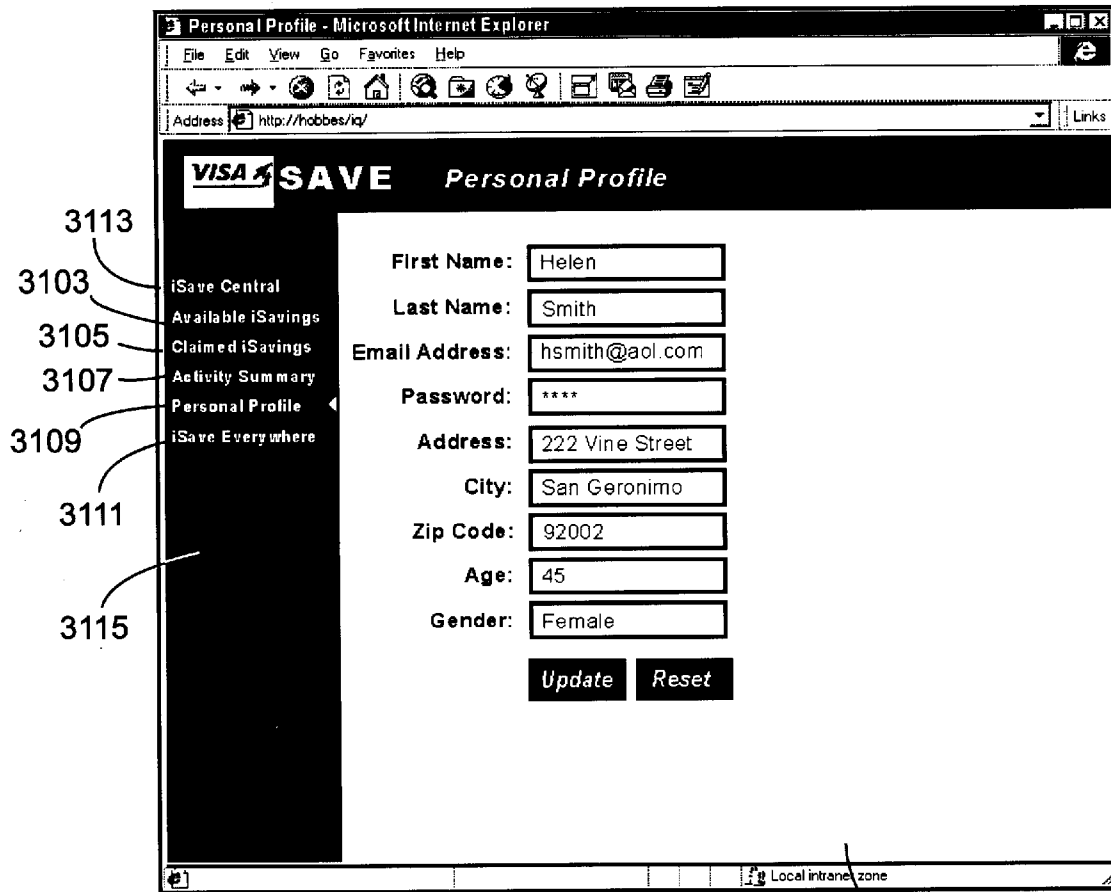 Personal Profile - Microsoft Internet Explorer
File Edit View Go Favorites Help
Address http://hobbes/iq/ Links
VISA SAVE Personal Profile
3113
3103
3105
3107
3109
3111
3115
iSave Central
Available iSavings
Claimed iSavings
Activity Summary
Personal Profile
iSave Everywhere
First Name: Helen
Last Name: Smith
Email Address: hsmith@aol.com
Password: ****
Address: 222 Vine Street
City: San Geronimo
Zip Code: 92002
Age: 45
Gender: Female
Update Reset
Local intranet zone